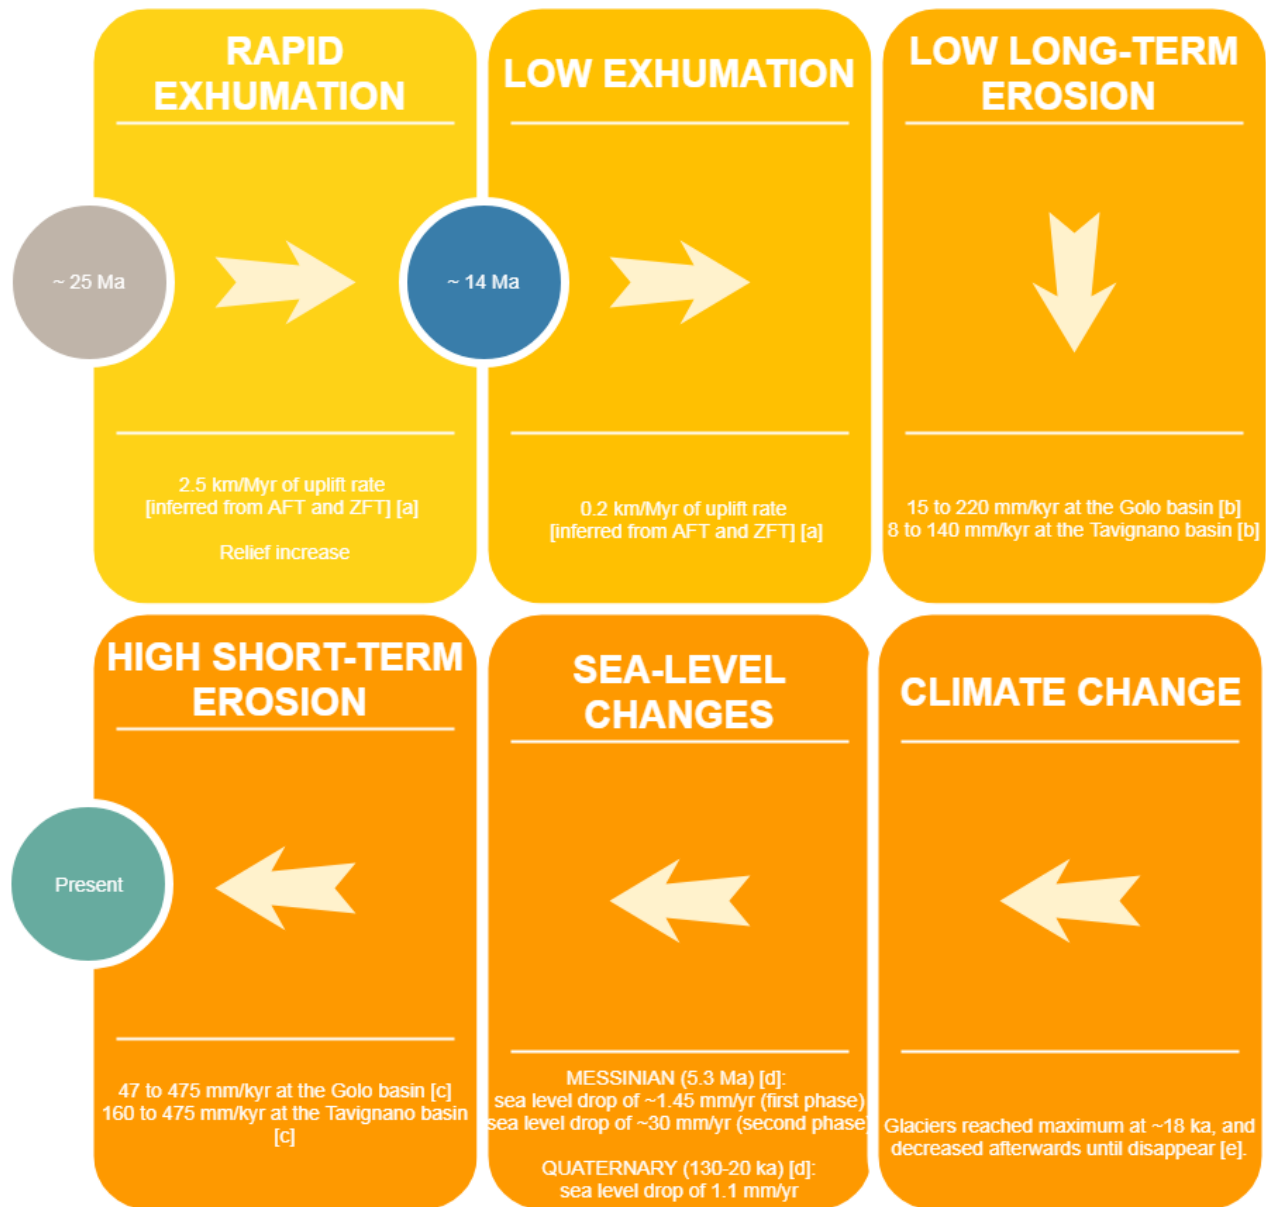 RAPID
EXHUMATION
~ 25 Ma
2.5 km/Myr of uplift rate
[inferred from AFT and ZFT] [a]
Relief increase
LOW EXHUMATION
~ 14 Ma
0.2 km/Myr of uplift rate
[inferred from AFT and ZFT] [a]
LOW LONG-TERM
EROSION
15 to 220 mm/kyr at the Golo basin [b]
8 to 140 mm/kyr at the Tavignano basin [b]
CLIMATE CHANGE
Glaciers reached maximum at ~18 ka, and
decreased afterwards until disappear [e].
SEA-LEVEL
CHANGES
MESSINIAN (5.3 Ma) [d]:
sea level drop of ~1.45 mm/yr (first phase)
sea level drop of ~30 mm/yr (second phase
QUATERNARY (130-20 ka) [d]:
sea level drop of 1.1 mm/yr
HIGH SHORT-TERM
EROSION
Present
47 to 475 mm/kyr at the Golo basin [c]
160 to 475 mm/kyr at the Tavignano basin
[c]